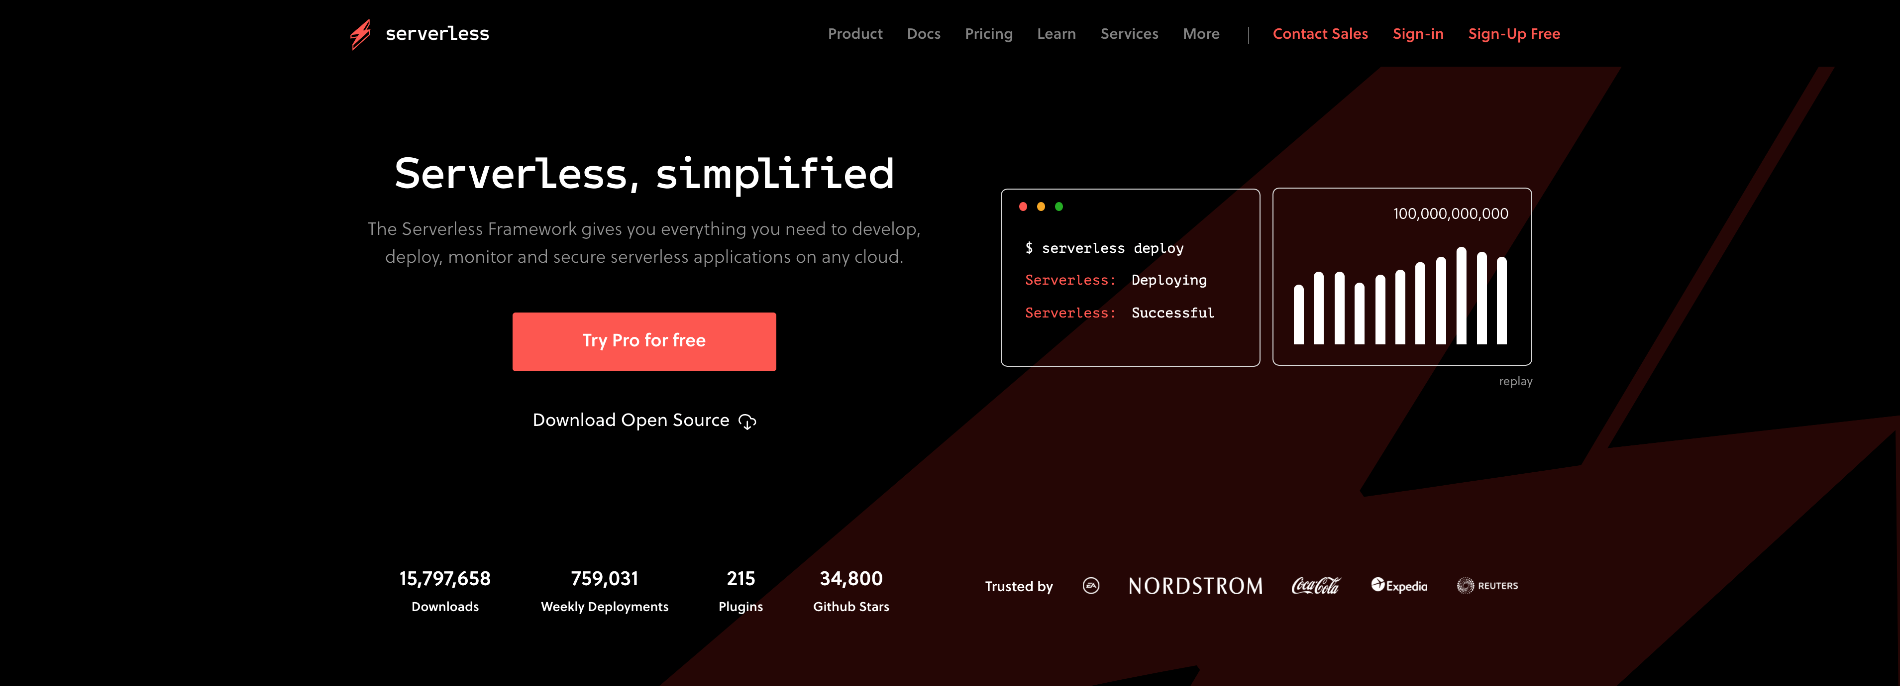 serverless
Product Docs Pricing Learn Services More | Contact Sales Sign-in Sign-Up Free
Serverless, simplified
The Serverless Framework gives you everything you need to develop,
deploy, monitor and secure serverless applications on any cloud.
Try Pro for free
Download Open Source
$ serverless deploy
Serverless: Deploying
Serverless: Successful
100,000,000,000
replay
15,797,658
Downloads
759,031
Weekly Deployments
215
Plugins
34,800
Github Stars
Trusted by
EA
NORDSTROM
Coca-Cola
Expedia
REUTERS